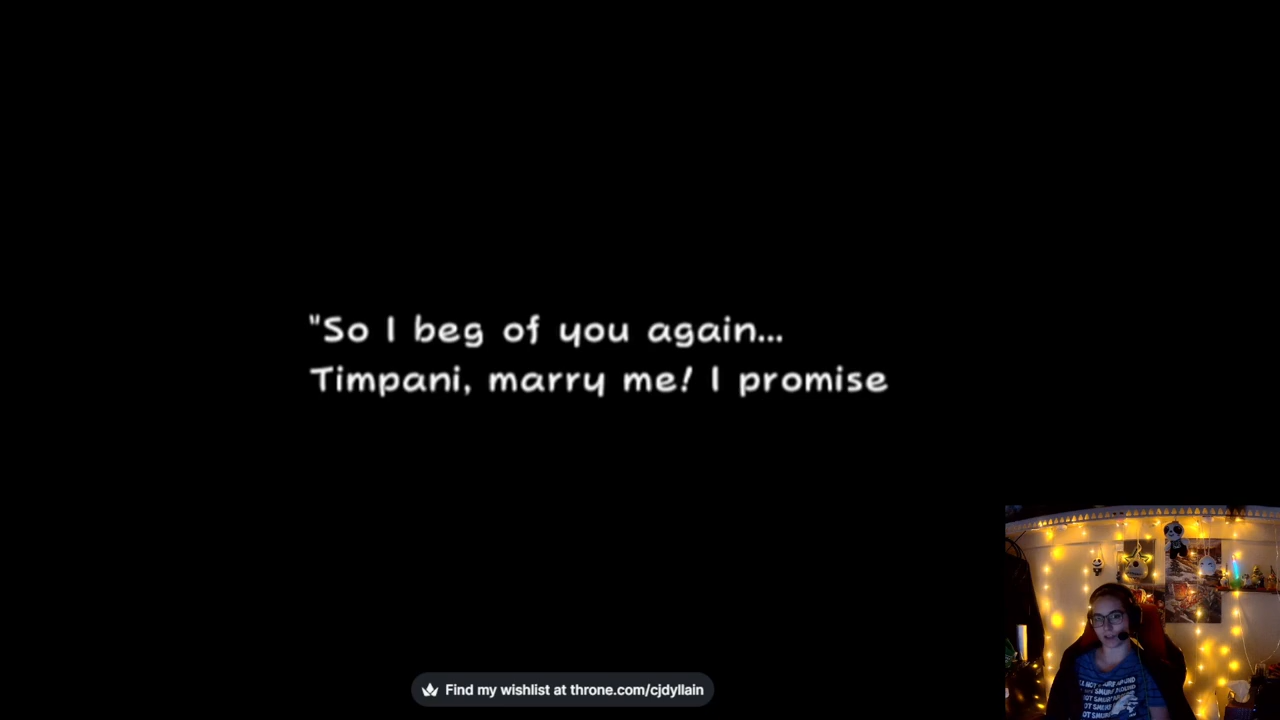 "So I beg of you again...
Timpani, marry me! I promise
Find my wishlist at throne.com/cjdyllain